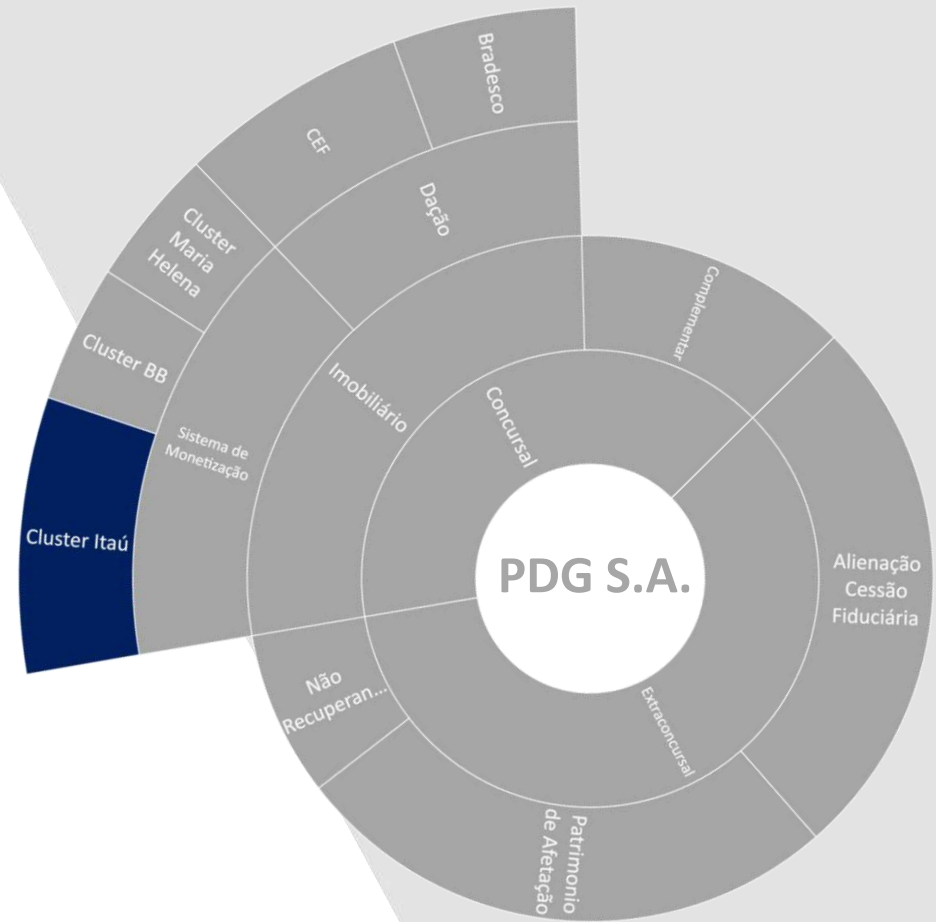 Bradesco
CEF
Dação
Cluster
Maria
Helena
Cluster BB
Cluster Itaú
Sistema de
Monetização
Imobiliário
Concursal
Complementar
PDG S.A.
Alienação
Cessão
Fiduciária
Extraconcursal
Não
Recuperan...
Patrimonio
de Afetação